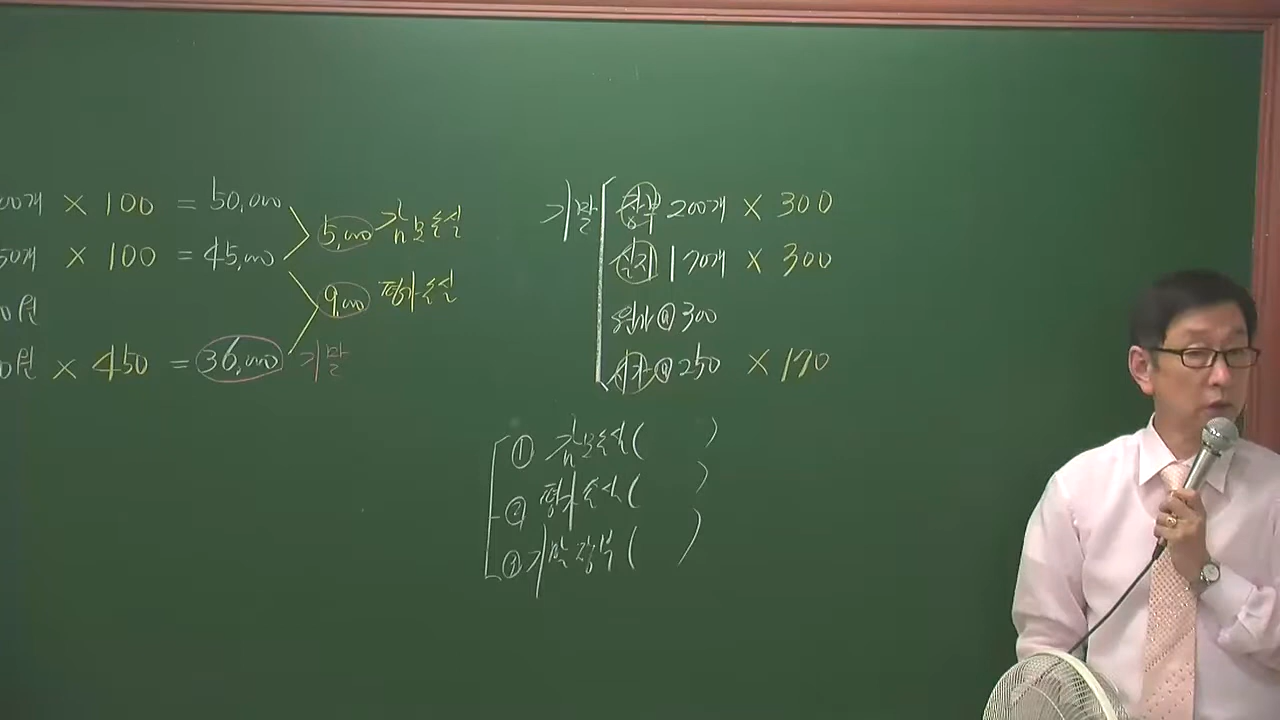 00개 × 100 = 50,000
5,000 감모손실
50개 × 100 = 45,000
9,000 평가손실
0원
0원 × 450 = 36,000 기말
기말
장부 200개 × 300
실지 170개 × 300
원가 @ 300
시가 @ 250 × 170
① 감모손실( )
② 평가손실( )
③ 기말장부( )